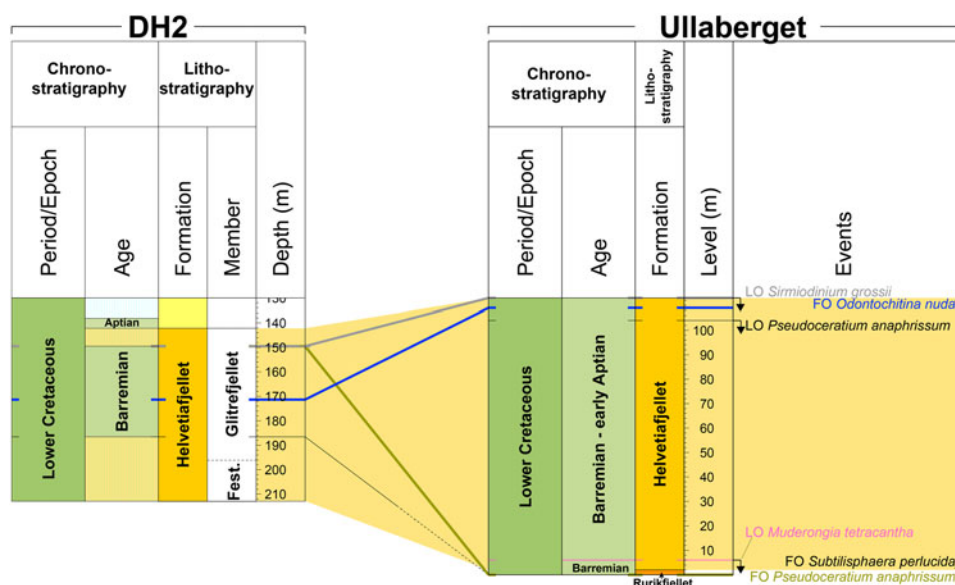 DH2
Chrono-
stratigraphy
Litho-
stratigraphy
Period/Epoch
Age
Formation
Member
Depth (m)
Lower Cretaceous
Aptian
Barremian
Helvetiafjellet
Glitrefjellet
Fest.
130
140
150
160
170
180
190
200
210
Ullaberget
Chrono-
stratigraphy
Litho-
stratigraphy
Period/Epoch
Age
Formation
Level (m)
Events
Lower Cretaceous
Barremian - early Aptian
Barremian
Helvetiafjellet
Rurikfjellet
100
90
80
70
60
50
40
30
20
10
LO Sirmiodinium grossii
FO Odontochitina nuda
LO Pseudoceratium anaphrissum
LO Muderongia tetracantha
FO Subtilisphaera perlucida
FO Pseudoceratium anaphrissum